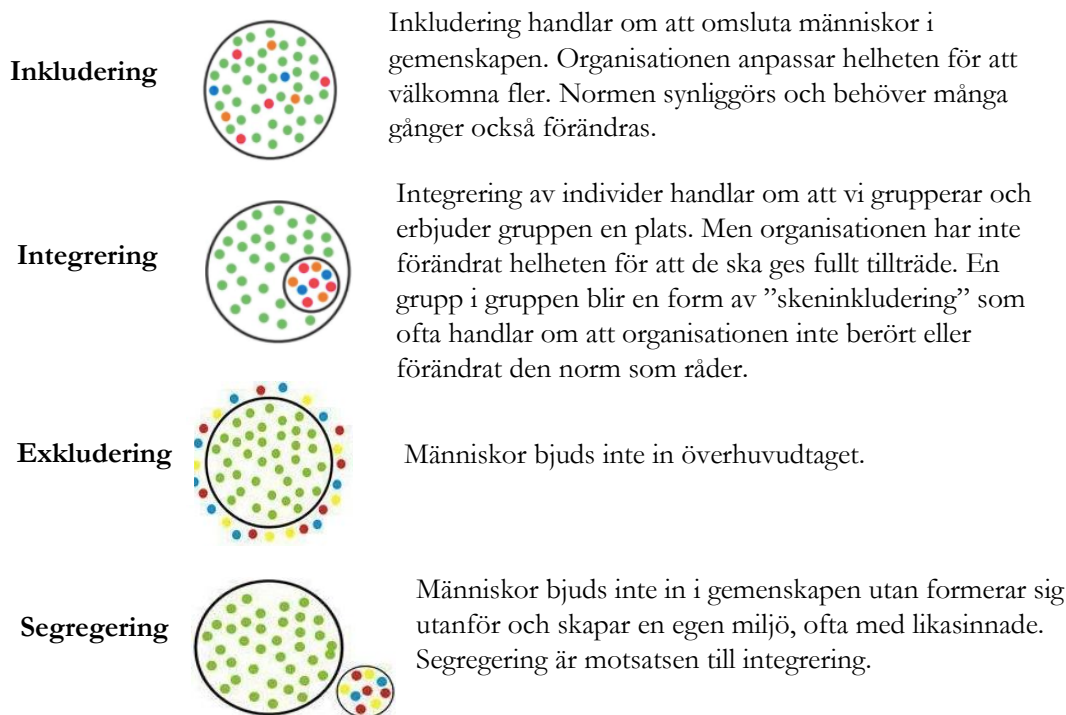 Inkludering
Inkludering handlar om att omsluta människor i
gemenskapen. Organisationen anpassar helheten för att
välkomna fler. Normen synliggörs och behöver många
gånger också förändras.
Integrering
Integrering av individer handlar om att vi grupperar och
erbjuder gruppen en plats. Men organisationen har inte
förändrat helheten för att de ska ges fullt tillträde. En
grupp i gruppen blir en form av ”skeninkludering” som
ofta handlar om att organisationen inte berört eller
förändrat den norm som råder.
Exkludering
Människor bjuds inte in överhuvudtaget.
Segregering
Människor bjuds inte in i gemenskapen utan formerar sig
utanför och skapar en egen miljö, ofta med likasinnade.
Segregering är motsatsen till integrering.